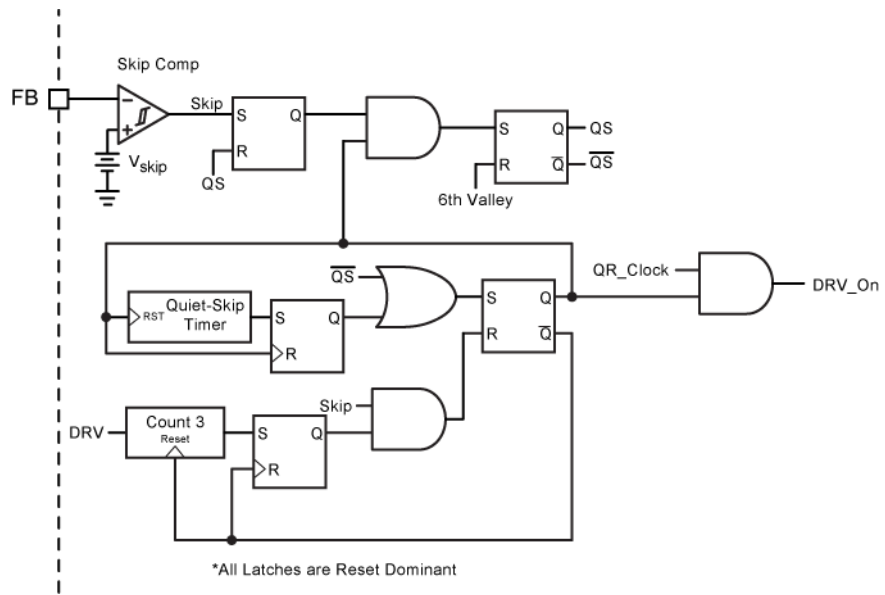 Skip Comp
FB
Skip
S Q
R
QS
V_skip
S Q QS
R Q̅ Q̅S̅
6th Valley
Q̅S̅
QR_Clock
DRV_On
RST Quiet-Skip
Timer
S Q
R
S Q
R Q̅
Skip
DRV
Count 3
Reset
S Q
R
*All Latches are Reset Dominant